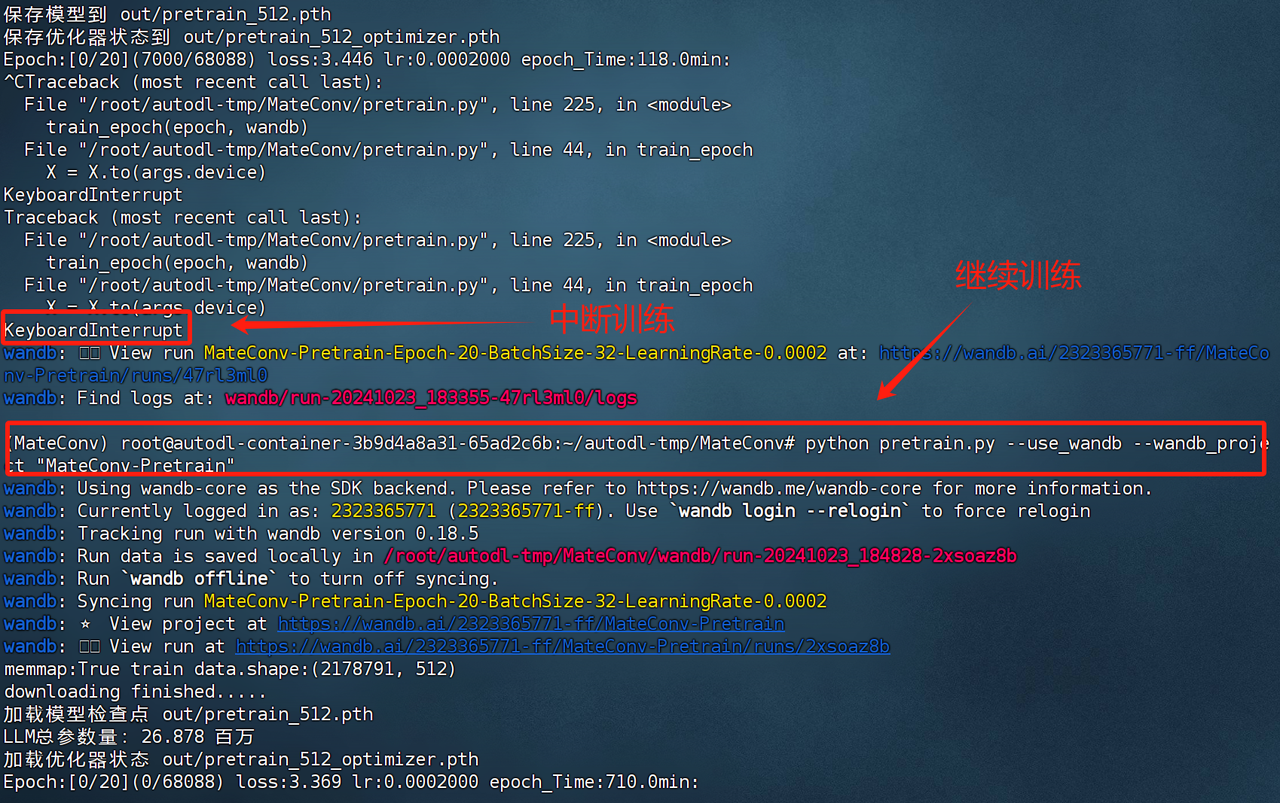 保存模型到 out/pretrain_512.pth
保存优化器状态到 out/pretrain_512_optimizer.pth
Epoch:[0/20](7000/68088) loss:3.446 lr:0.0002000 epoch_Time:118.0min:
^CTraceback (most recent call last):
  File "/root/autodl-tmp/MateConv/pretrain.py", line 225, in <module>
    train_epoch(epoch, wandb)
  File "/root/autodl-tmp/MateConv/pretrain.py", line 44, in train_epoch
    X = X.to(args.device)
KeyboardInterrupt
Traceback (most recent call last):
  File "/root/autodl-tmp/MateConv/pretrain.py", line 225, in <module>
    train_epoch(epoch, wandb)
  File "/root/autodl-tmp/MateConv/pretrain.py", line 44, in train_epoch
继续训练
    X = X.to(args.device)
KeyboardInterrupt
中断训练
wandb: View run MateConv-Pretrain-Epoch-20-BatchSize-32-LearningRate-0.0002 at: https://wandb.ai/2323365771-ff/MateCo
nv-Pretrain/runs/47rl3ml0
wandb: Find logs at: wandb/run-20241023_183355-47rl3ml0/logs
(MateConv) root@autodl-container-3b9d4a8a31-65ad2c6b:~/autodl-tmp/MateConv# python pretrain.py --use_wandb --wandb_proje
ct "MateConv-Pretrain"
wandb: Using wandb-core as the SDK backend. Please refer to https://wandb.me/wandb-core for more information.
wandb: Currently logged in as: 2323365771 (2323365771-ff). Use `wandb login --relogin` to force relogin
wandb: Tracking run with wandb version 0.18.5
wandb: Run data is saved locally in /root/autodl-tmp/MateConv/wandb/run-20241023_184828-2xsoaz8b
wandb: Run `wandb offline` to turn off syncing.
wandb: Syncing run MateConv-Pretrain-Epoch-20-BatchSize-32-LearningRate-0.0002
wandb: ⭐ View project at https://wandb.ai/2323365771-ff/MateConv-Pretrain
wandb: View run at https://wandb.ai/2323365771-ff/MateConv-Pretrain/runs/2xsoaz8b
memmap:True train data.shape:(2178791, 512)
downloading finished.....
加载模型检查点 out/pretrain_512.pth
LLM总参数量: 26.878 百万
加载优化器状态 out/pretrain_512_optimizer.pth
Epoch:[0/20](0/68088) loss:3.369 lr:0.0002000 epoch_Time:710.0min: